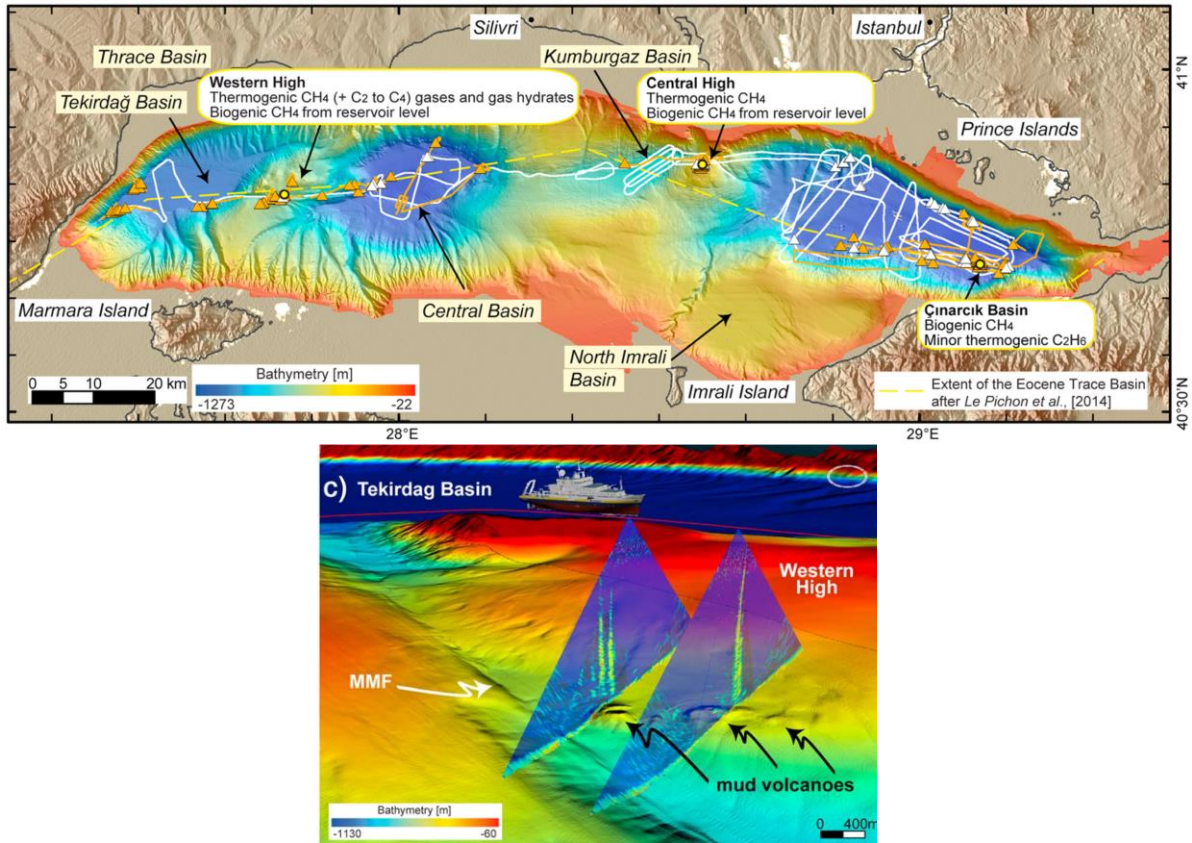 Silivri
Istanbul
Thrace Basin
Kumburgaz Basin
41°N
Tekirdağ Basin
Western High
Thermogenic CH4 (+ C2 to C4) gases and gas hydrates
Biogenic CH4 from reservoir level
Central High
Thermogenic CH4
Biogenic CH4 from reservoir level
Prince Islands
Marmara Island
Central Basin
Çınarcık Basin
Biogenic CH4
Minor thermogenic C2H6
North Imrali
Basin
Imrali Island
0 5 10 20 km
Bathymetry [m]
-1273 -22
Extent of the Eocene Trace Basin
after Le Pichon et al., [2014]
40°30'N
28°E
29°E
c) Tekirdag Basin
Western
High
MMF
mud volcanoes
Bathymetry [m]
-1130 -60
0 400m